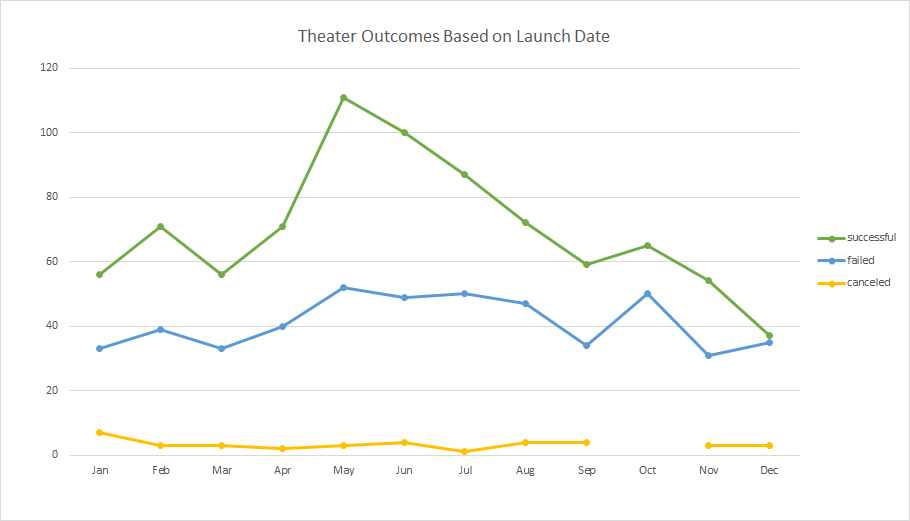 Theater Outcomes Based on Launch Date
120
100
80
60
40
20
0
Jan Feb Mar Apr May Jun Jul Aug Sep Oct Nov Dec
successful
failed
canceled